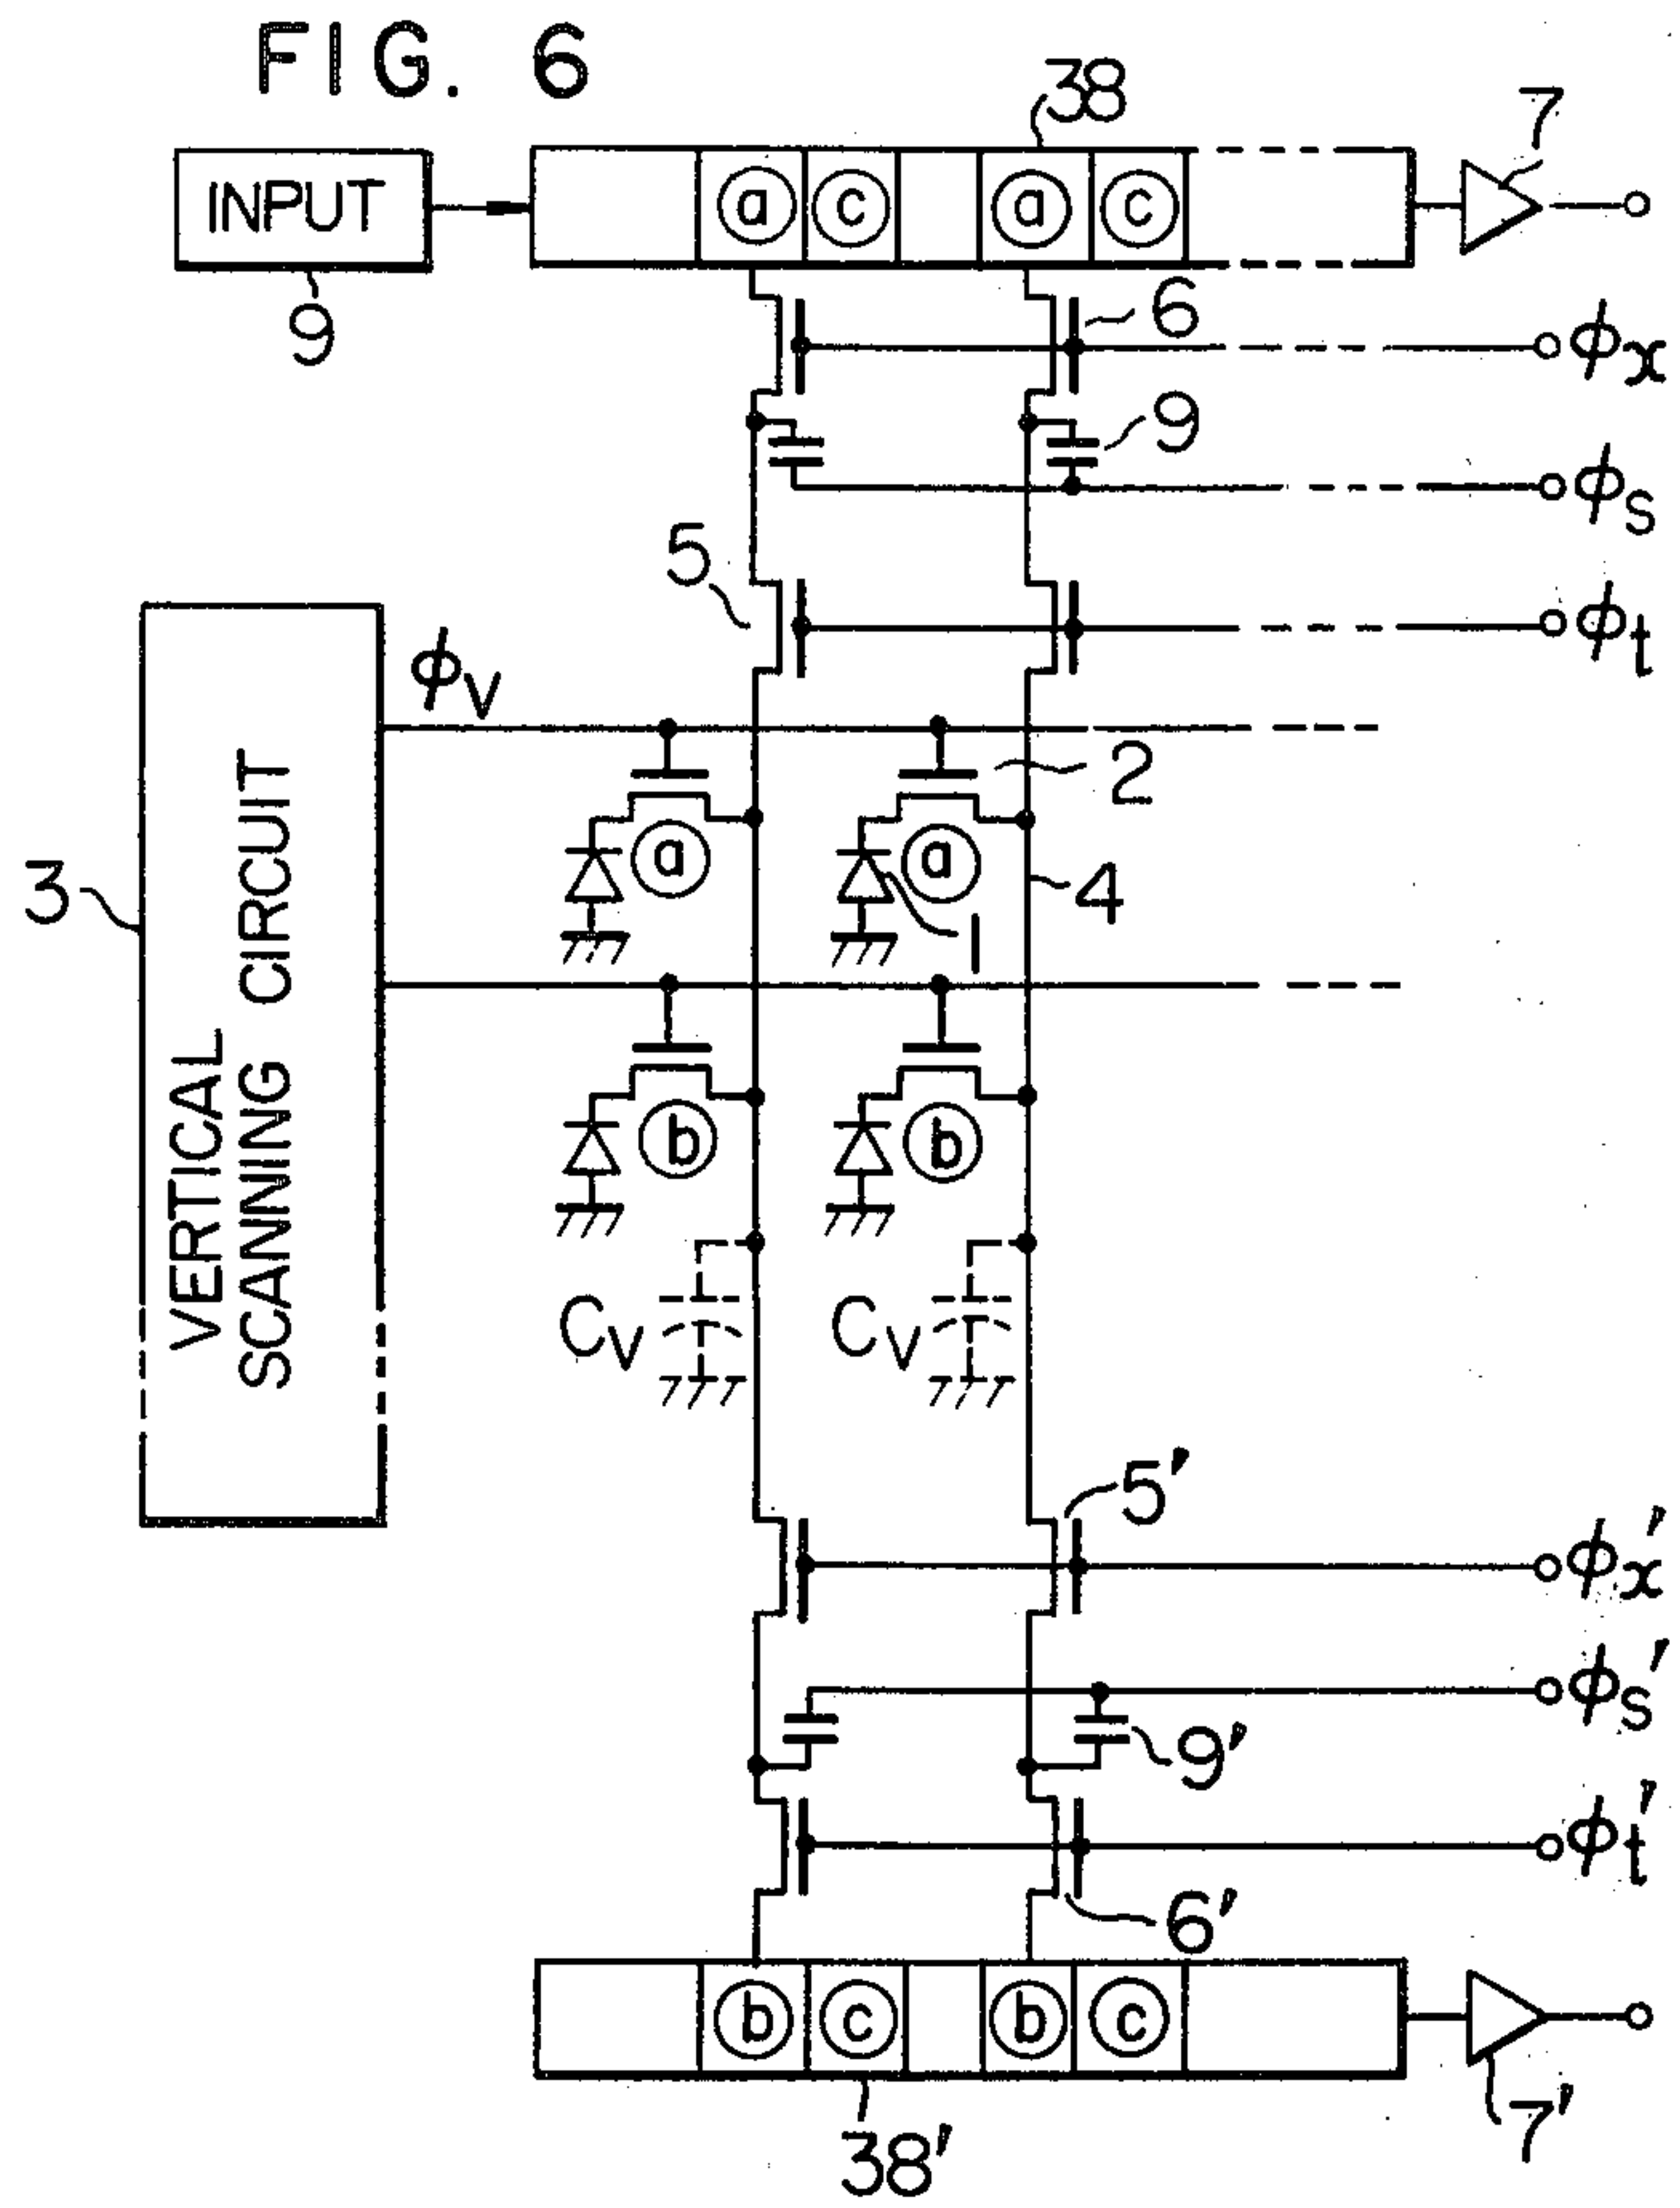 FIG. 6
38
7
INPUT
ⓐ ⓒ ⓐ ⓒ
9
6
ϕx
9
ϕs
5
ϕt
ϕv
2
3
VERTICAL
SCANNING CIRCUIT
ⓐ ⓐ
4
1
ⓑ ⓑ
Cv Cv
5'
ϕx'
ϕs'
9'
ϕt'
6'
ⓑ ⓒ ⓑ ⓒ
7'
38'